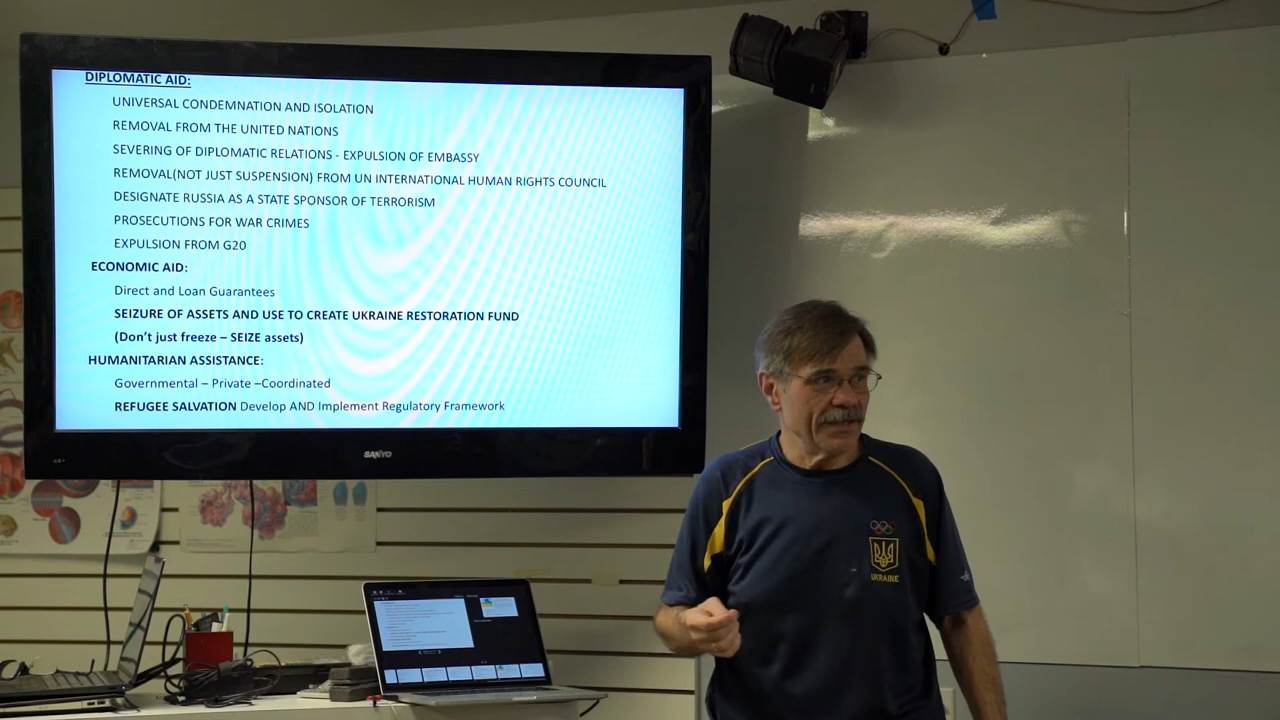 DIPLOMATIC AID:
UNIVERSAL CONDEMNATION AND ISOLATION
REMOVAL FROM THE UNITED NATIONS
SEVERING OF DIPLOMATIC RELATIONS - EXPULSION OF EMBASSY
REMOVAL(NOT JUST SUSPENSION) FROM UN INTERNATIONAL HUMAN RIGHTS COUNCIL
DESIGNATE RUSSIA AS A STATE SPONSOR OF TERRORISM
PROSECUTIONS FOR WAR CRIMES
EXPULSION FROM G20
ECONOMIC AID:
Direct and Loan Guarantees
SEIZURE OF ASSETS AND USE TO CREATE UKRAINE RESTORATION FUND
(Don't just freeze – SEIZE assets)
HUMANITARIAN ASSISTANCE:
Governmental – Private –Coordinated
REFUGEE SALVATION Develop AND Implement Regulatory Framework
SANYO
UKRAINE